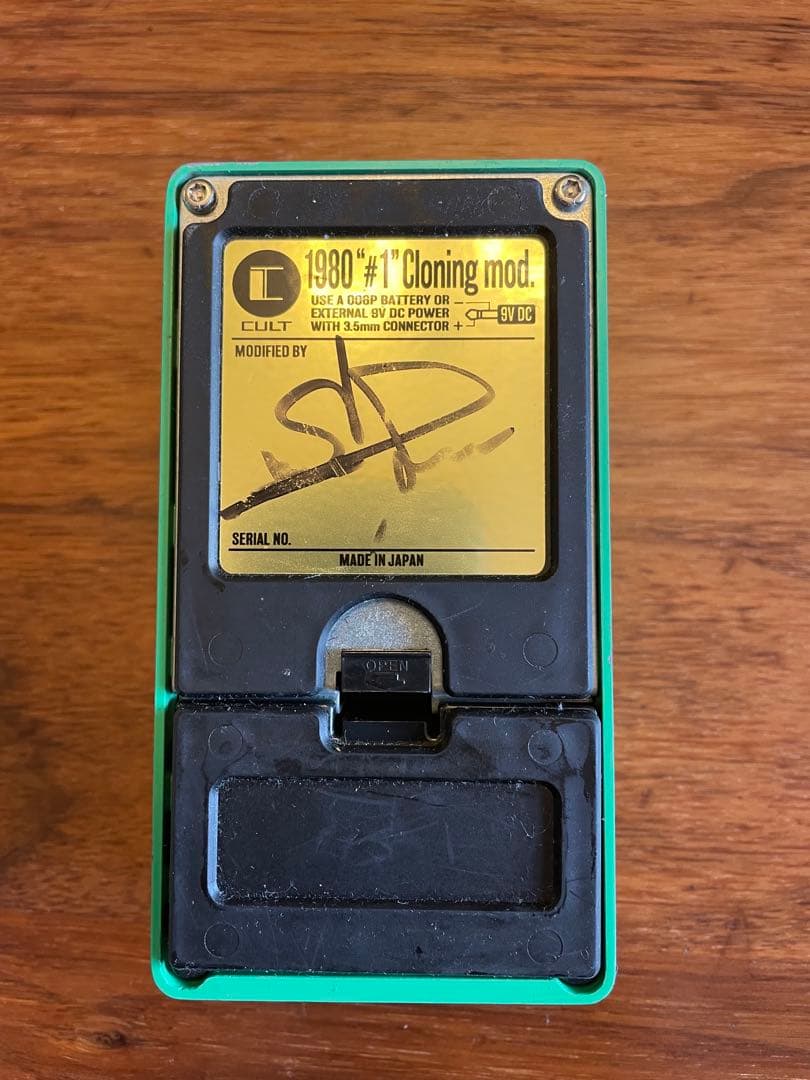 1980 "#1" Cloning mod.
CULT
USE A 006P BATTERY OR
EXTERNAL 9V DC POWER
WITH 3.5mm CONNECTOR
− + 9V DC
MODIFIED BY
SERIAL NO.
MADE IN JAPAN
OPEN